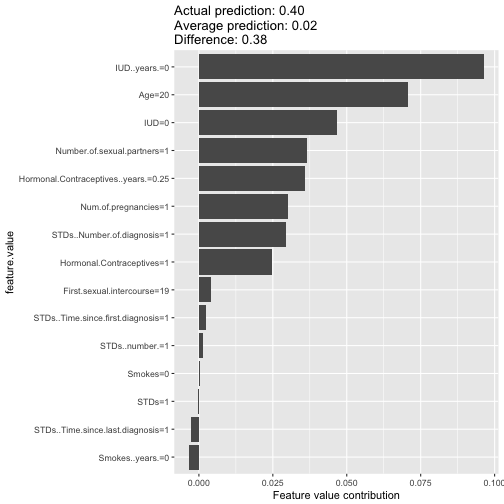 Actual prediction: 0.40
Average prediction: 0.02
Difference: 0.38
IUD..years.=0
Age=20
IUD=0
Number.of.sexual.partners=1
Hormonal.Contraceptives..years.=0.25
Num.of.pregnancies=1
STDs..Number.of.diagnosis=1
Hormonal.Contraceptives=1
First.sexual.intercourse=19
STDs..Time.since.first.diagnosis=1
STDs..number.=1
Smokes=0
STDs=1
STDs..Time.since.last.diagnosis=1
Smokes..years.=0
feature.value
0.000 0.025 0.050 0.075 0.100
Feature value contribution